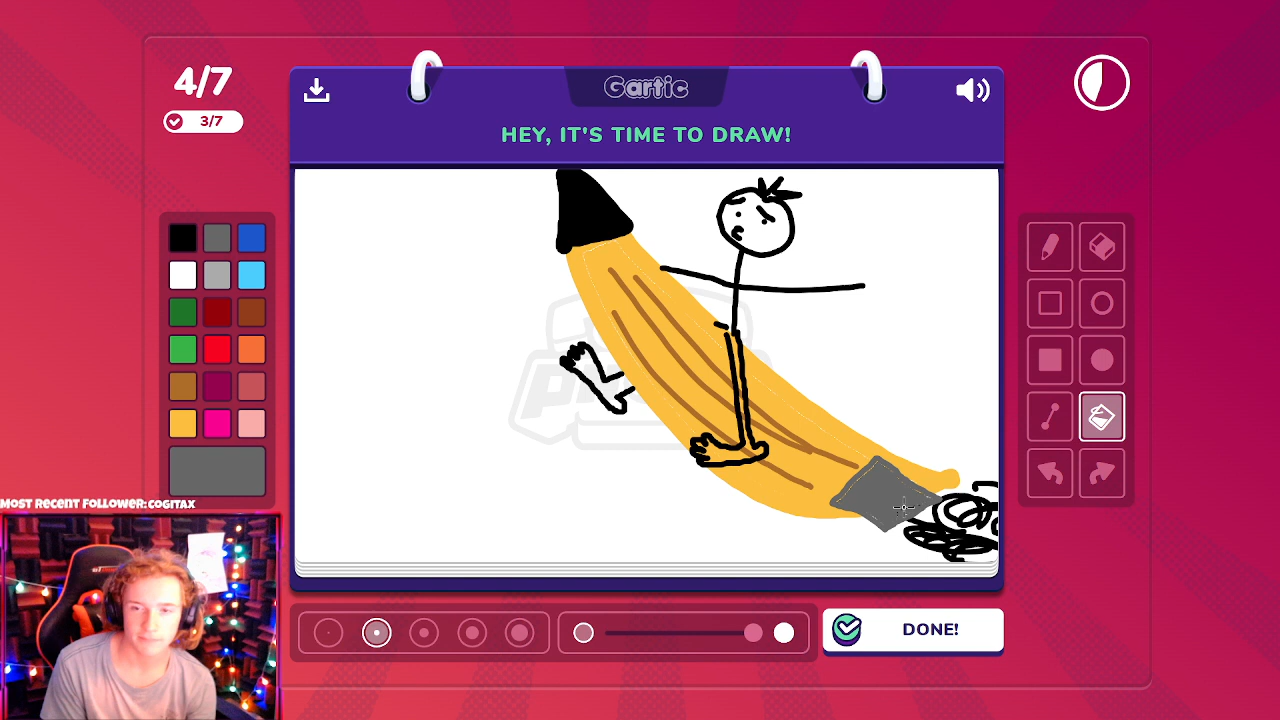 4/7
3/7
Gartic
HEY, IT'S TIME TO DRAW!
MOST RECENT FOLLOWER: COGITAX
DONE!